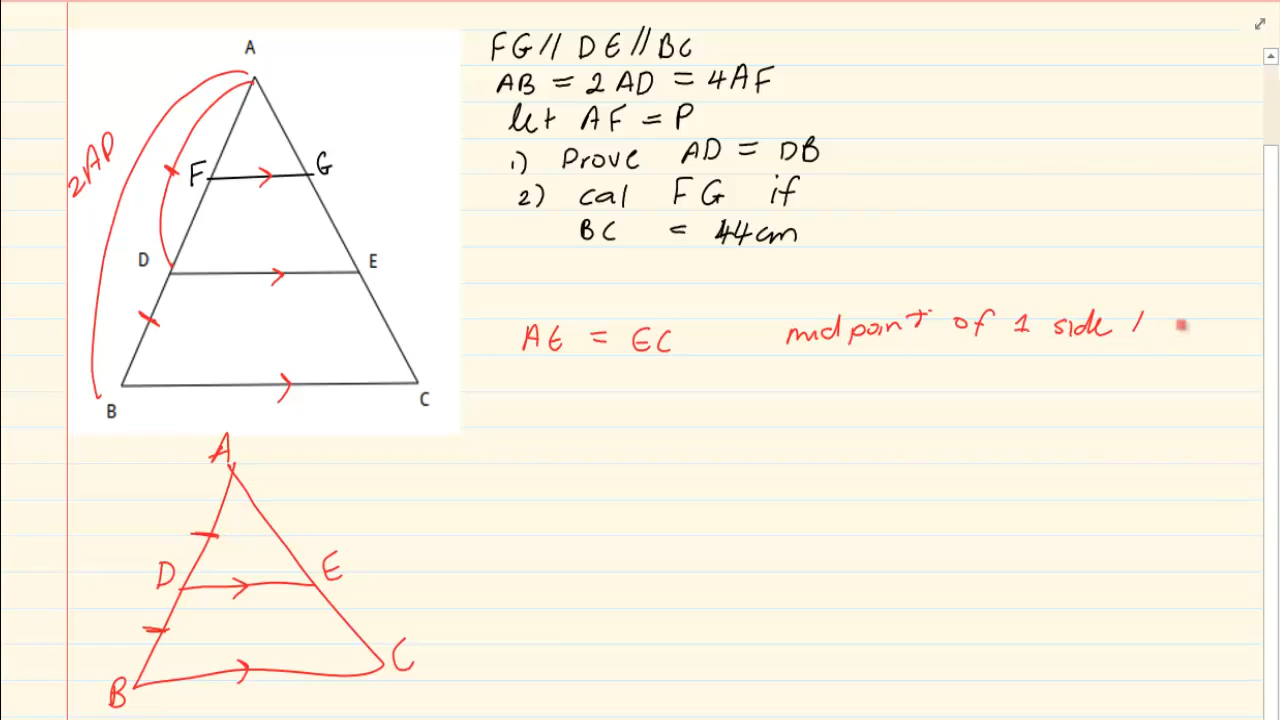 FG // DE // BC
AB = 2AD = 4AF
let AF = P
1) Prove AD = DB
2) cal FG if
BC = 44cm
A
2AD
F
G
D
E
B
C
AE = EC
midpoint of 1 side /
A
D
E
B
C